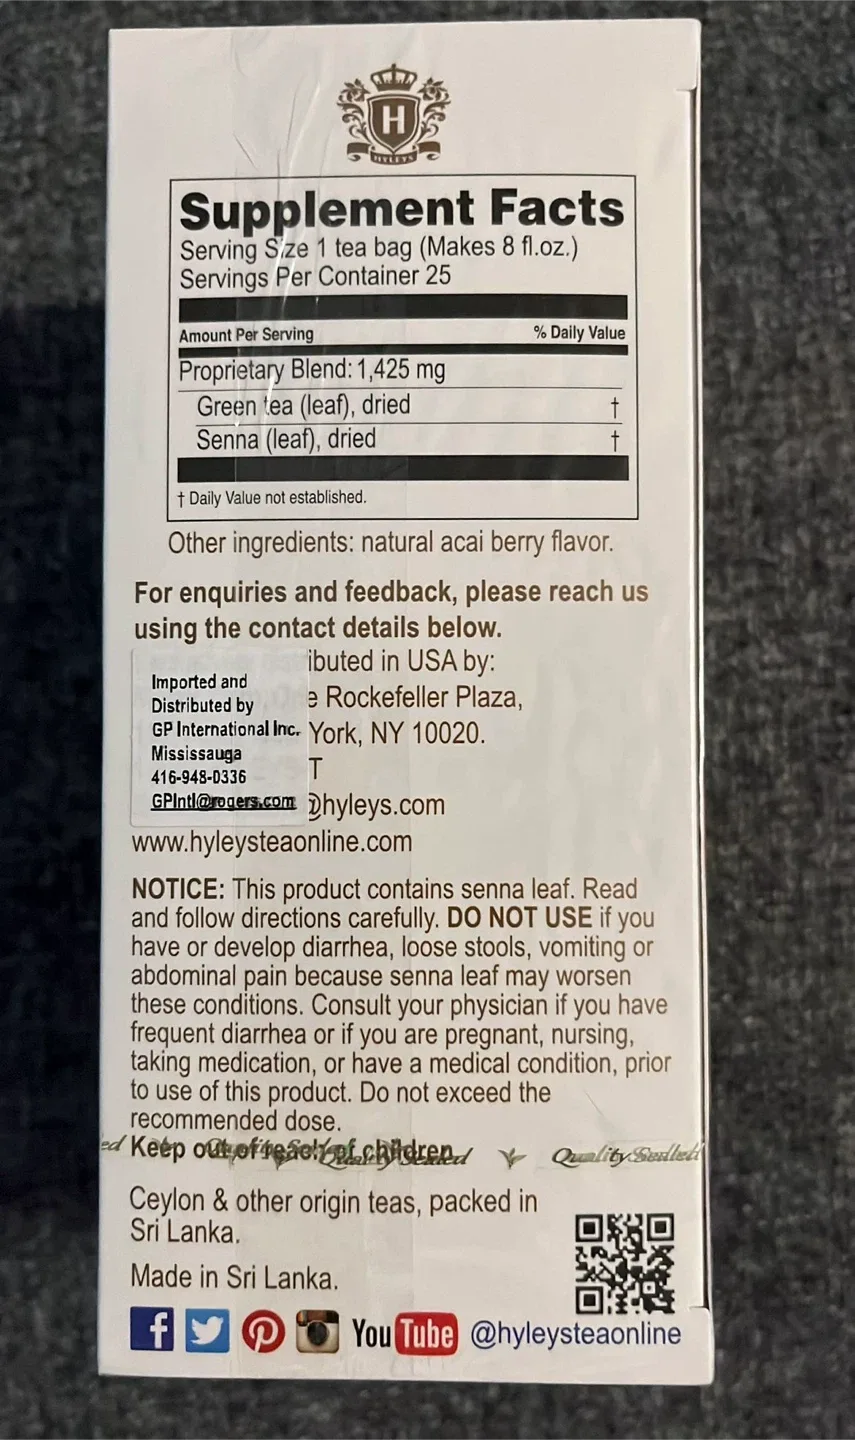 H
HYLEYS
Supplement Facts
Serving Size 1 tea bag (Makes 8 fl.oz.)
Servings Per Container 25
Amount Per Serving % Daily Value
Proprietary Blend: 1,425 mg
Green tea (leaf), dried †
Senna (leaf), dried †
† Daily Value not established.
Other ingredients: natural acai berry flavor.
For enquiries and feedback, please reach us
using the contact details below.
ibuted in USA by:
e Rockefeller Plaza,
York, NY 10020.
T
@hyleys.com
Imported and
Distributed by
GP International Inc.
Mississauga
416-948-0336
GPIntl@rogers.com
www.hyleysteaonline.com
NOTICE: This product contains senna leaf. Read
and follow directions carefully. DO NOT USE if you
have or develop diarrhea, loose stools, vomiting or
abdominal pain because senna leaf may worsen
these conditions. Consult your physician if you have
frequent diarrhea or if you are pregnant, nursing,
taking medication, or have a medical condition, prior
to use of this product. Do not exceed the
recommended dose.
Keep out of reach of children.
Quality Sealled
Ceylon & other origin teas, packed in
Sri Lanka.
Made in Sri Lanka.
You Tube @hyleysteaonline